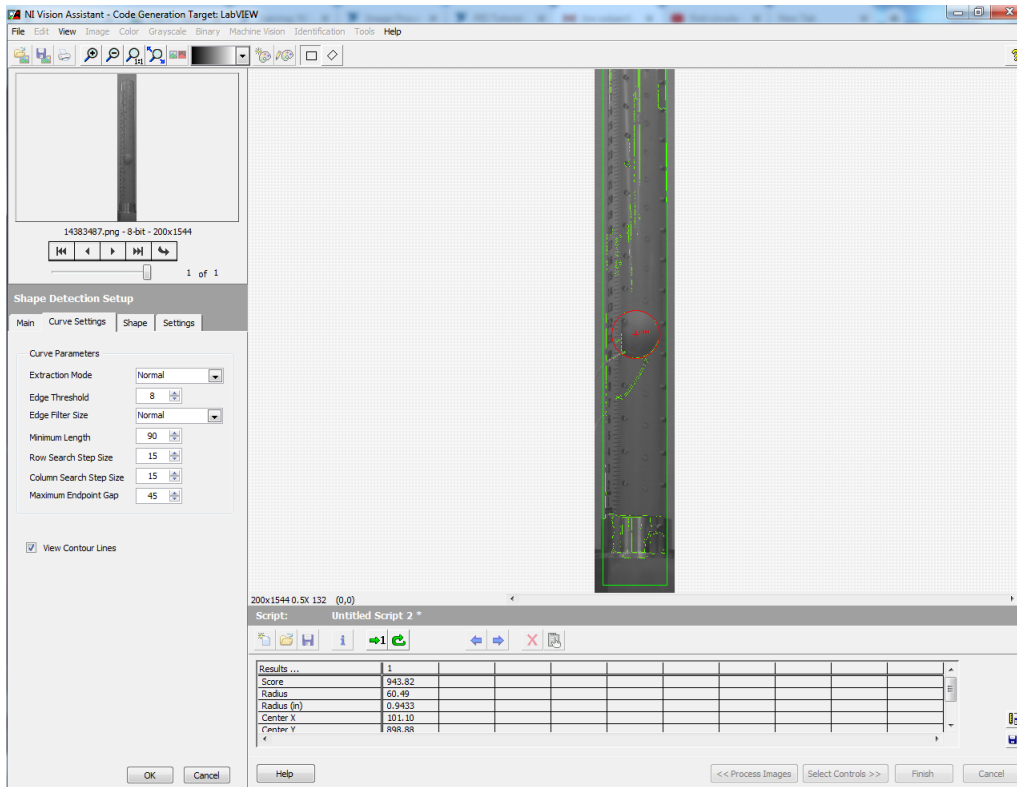 NI Vision Assistant - Code Generation Target: LabVIEW
File Edit View Image Color Grayscale Binary Machine Vision Identification Tools Help
1:1
14383487.png - 8-bit - 200x1544
1 of 1
Shape Detection Setup
Main Curve Settings Shape Settings
Curve Parameters
Extraction Mode Normal
Edge Threshold 8
Edge Filter Size Normal
Minimum Length 90
Row Search Step Size 15
Column Search Step Size 15
Maximum Endpoint Gap 45
View Contour Lines
OK Cancel
200x1544 0.5X 132 (0,0)
Script: Untitled Script 2 *
1
Results ... 1
Score 943.82
Radius 60.49
Radius (in) 0.9433
Center X 101.10
Center Y 898.88
Help << Process Images Select Controls >> Finish Cancel